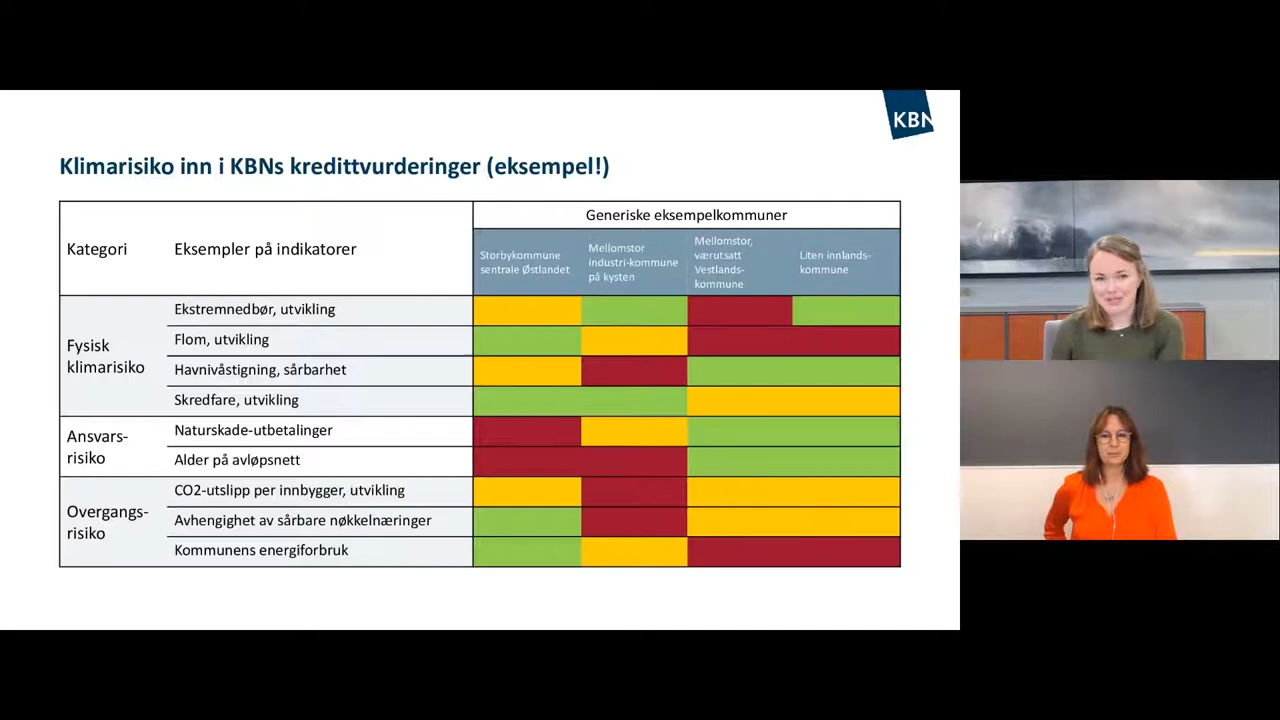 KBN
Klimarisiko inn i KBNs kredittvurderinger (eksempel!)
Kategori
Eksempler på indikatorer
Generiske eksempelkommuner
Storbykommune
sentrale Østlandet
Mellomstor
industri-kommune
på kysten
Mellomstor,
værutsatt
Vestlands-
kommune
Liten innlands-
kommune
Fysisk
klimarisiko
Ekstremnedbør, utvikling
Flom, utvikling
Havnivåstigning, sårbarhet
Skredfare, utvikling
Ansvars-
risiko
Naturskade-utbetalinger
Alder på avløpsnett
Overgangs-
risiko
CO2-utslipp per innbygger, utvikling
Avhengighet av sårbare nøkkelnæringer
Kommunens energiforbruk